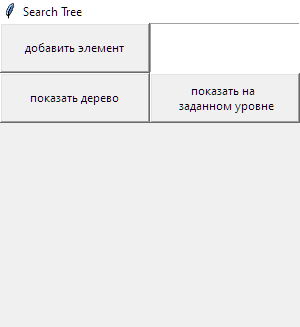 Search Tree
добавить элемент
показать дерево
показать на
заданном уровне